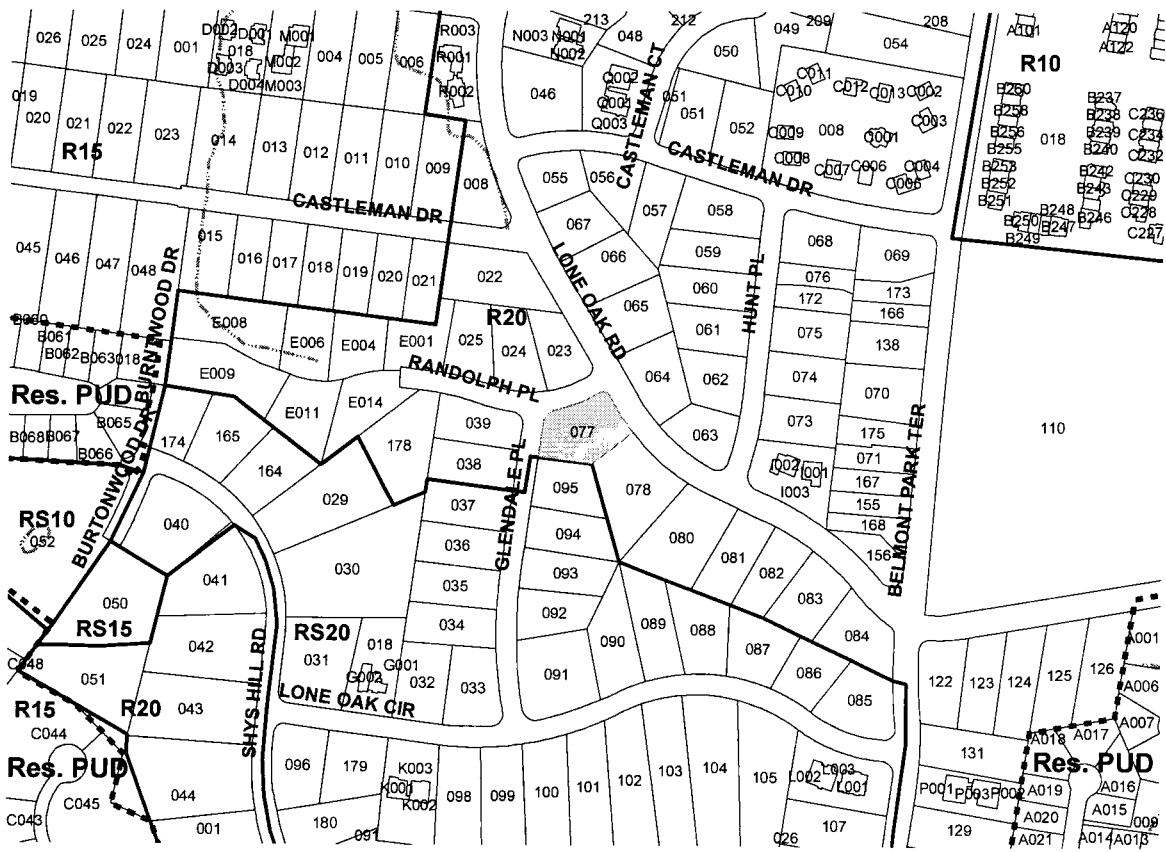 213
212
209
208
026
025
024
001
D002
D001
M001
018
M002
D003
D004
M003
004
005
006
R003
R001
R002
N003
N001
N002
048
046
Q002
Q001
Q003
CASTLEMAN CT
050
051
051
052
049
054
C011
C010
C012
C013
C002
C003
C009
008
C001
C008
C007
C006
C004
C005
A101
A120
A122
R10
B260
B258
B256
B255
B253
B252
B251
B250
B249
B248
B247
B246
B237
B238
B239
B240
B242
B243
018
C236
C234
C232
C230
C229
C228
C227
019
020
021
022
023
R15
014
013
012
011
010
009
008
CASTLEMAN DR
CASTLEMAN DR
055
056
057
058
067
066
059
060
065
061
062
064
063
LONE OAK RD
HUNT PL
068
069
076
172
173
166
075
138
074
070
073
175
071
167
155
168
156
I002
I001
I003
BELMONT PARK TER
110
045
046
047
048
BURNTWOOD DR
015
016
017
018
019
020
021
022
R20
E008
E006
E004
E001
025
024
023
RANDOLPH PL
B060
B061
B062
B063
018
Res. PUD
B065
B068
B067
B066
E009
E011
E014
174
165
164
178
039
038
077
GLENDALE PL
029
037
036
035
034
095
094
093
092
091
090
078
080
081
082
083
084
089
088
087
086
085
RS10
052
BURTONWOOD DR
040
041
050
RS15
042
030
RS20
031
018
G001
G002
032
033
LONE OAK CIR
SHYS HILL RD
C048
051
R15
R20
043
C044
Res. PUD
C045
C043
044
001
096
179
180
K003
K001
K002
091
098
099
100
101
102
103
104
105
L002
L003
L001
107
026
122
123
124
125
126
A001
A006
A007
131
A018
A017
Res. PUD
P001
P003
P002
129
A019
A020
A021
A016
A015
A014
A013
009